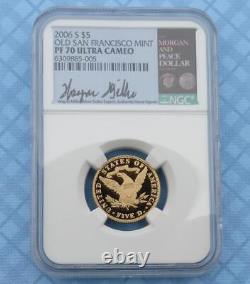 2006 S $5
OLD SAN FRANCISCO MINT
PF 70 ULTRA CAMEO
6309885-005
MORGAN
AND
PEACE
DOLLAR
NGC
UNITED STATES OF AMERICA
FIVE D.